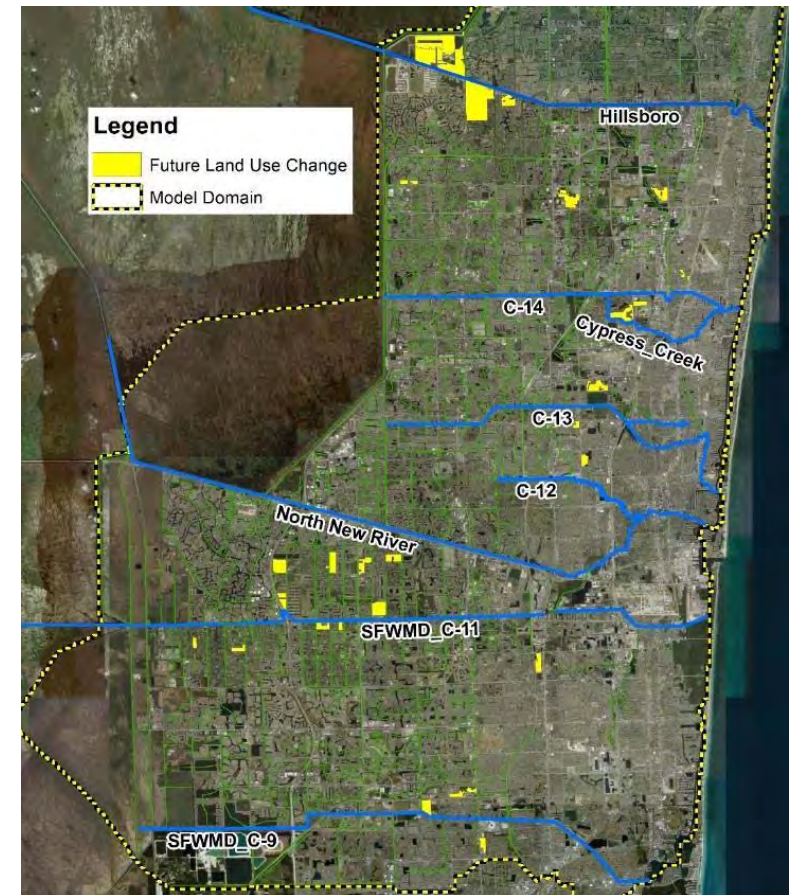 Legend
Future Land Use Change
Model Domain
Hillsboro
C-14
Cypress_Creek
C-13
C-12
North New River
SFWMD_C-11
SFWMD_C-9